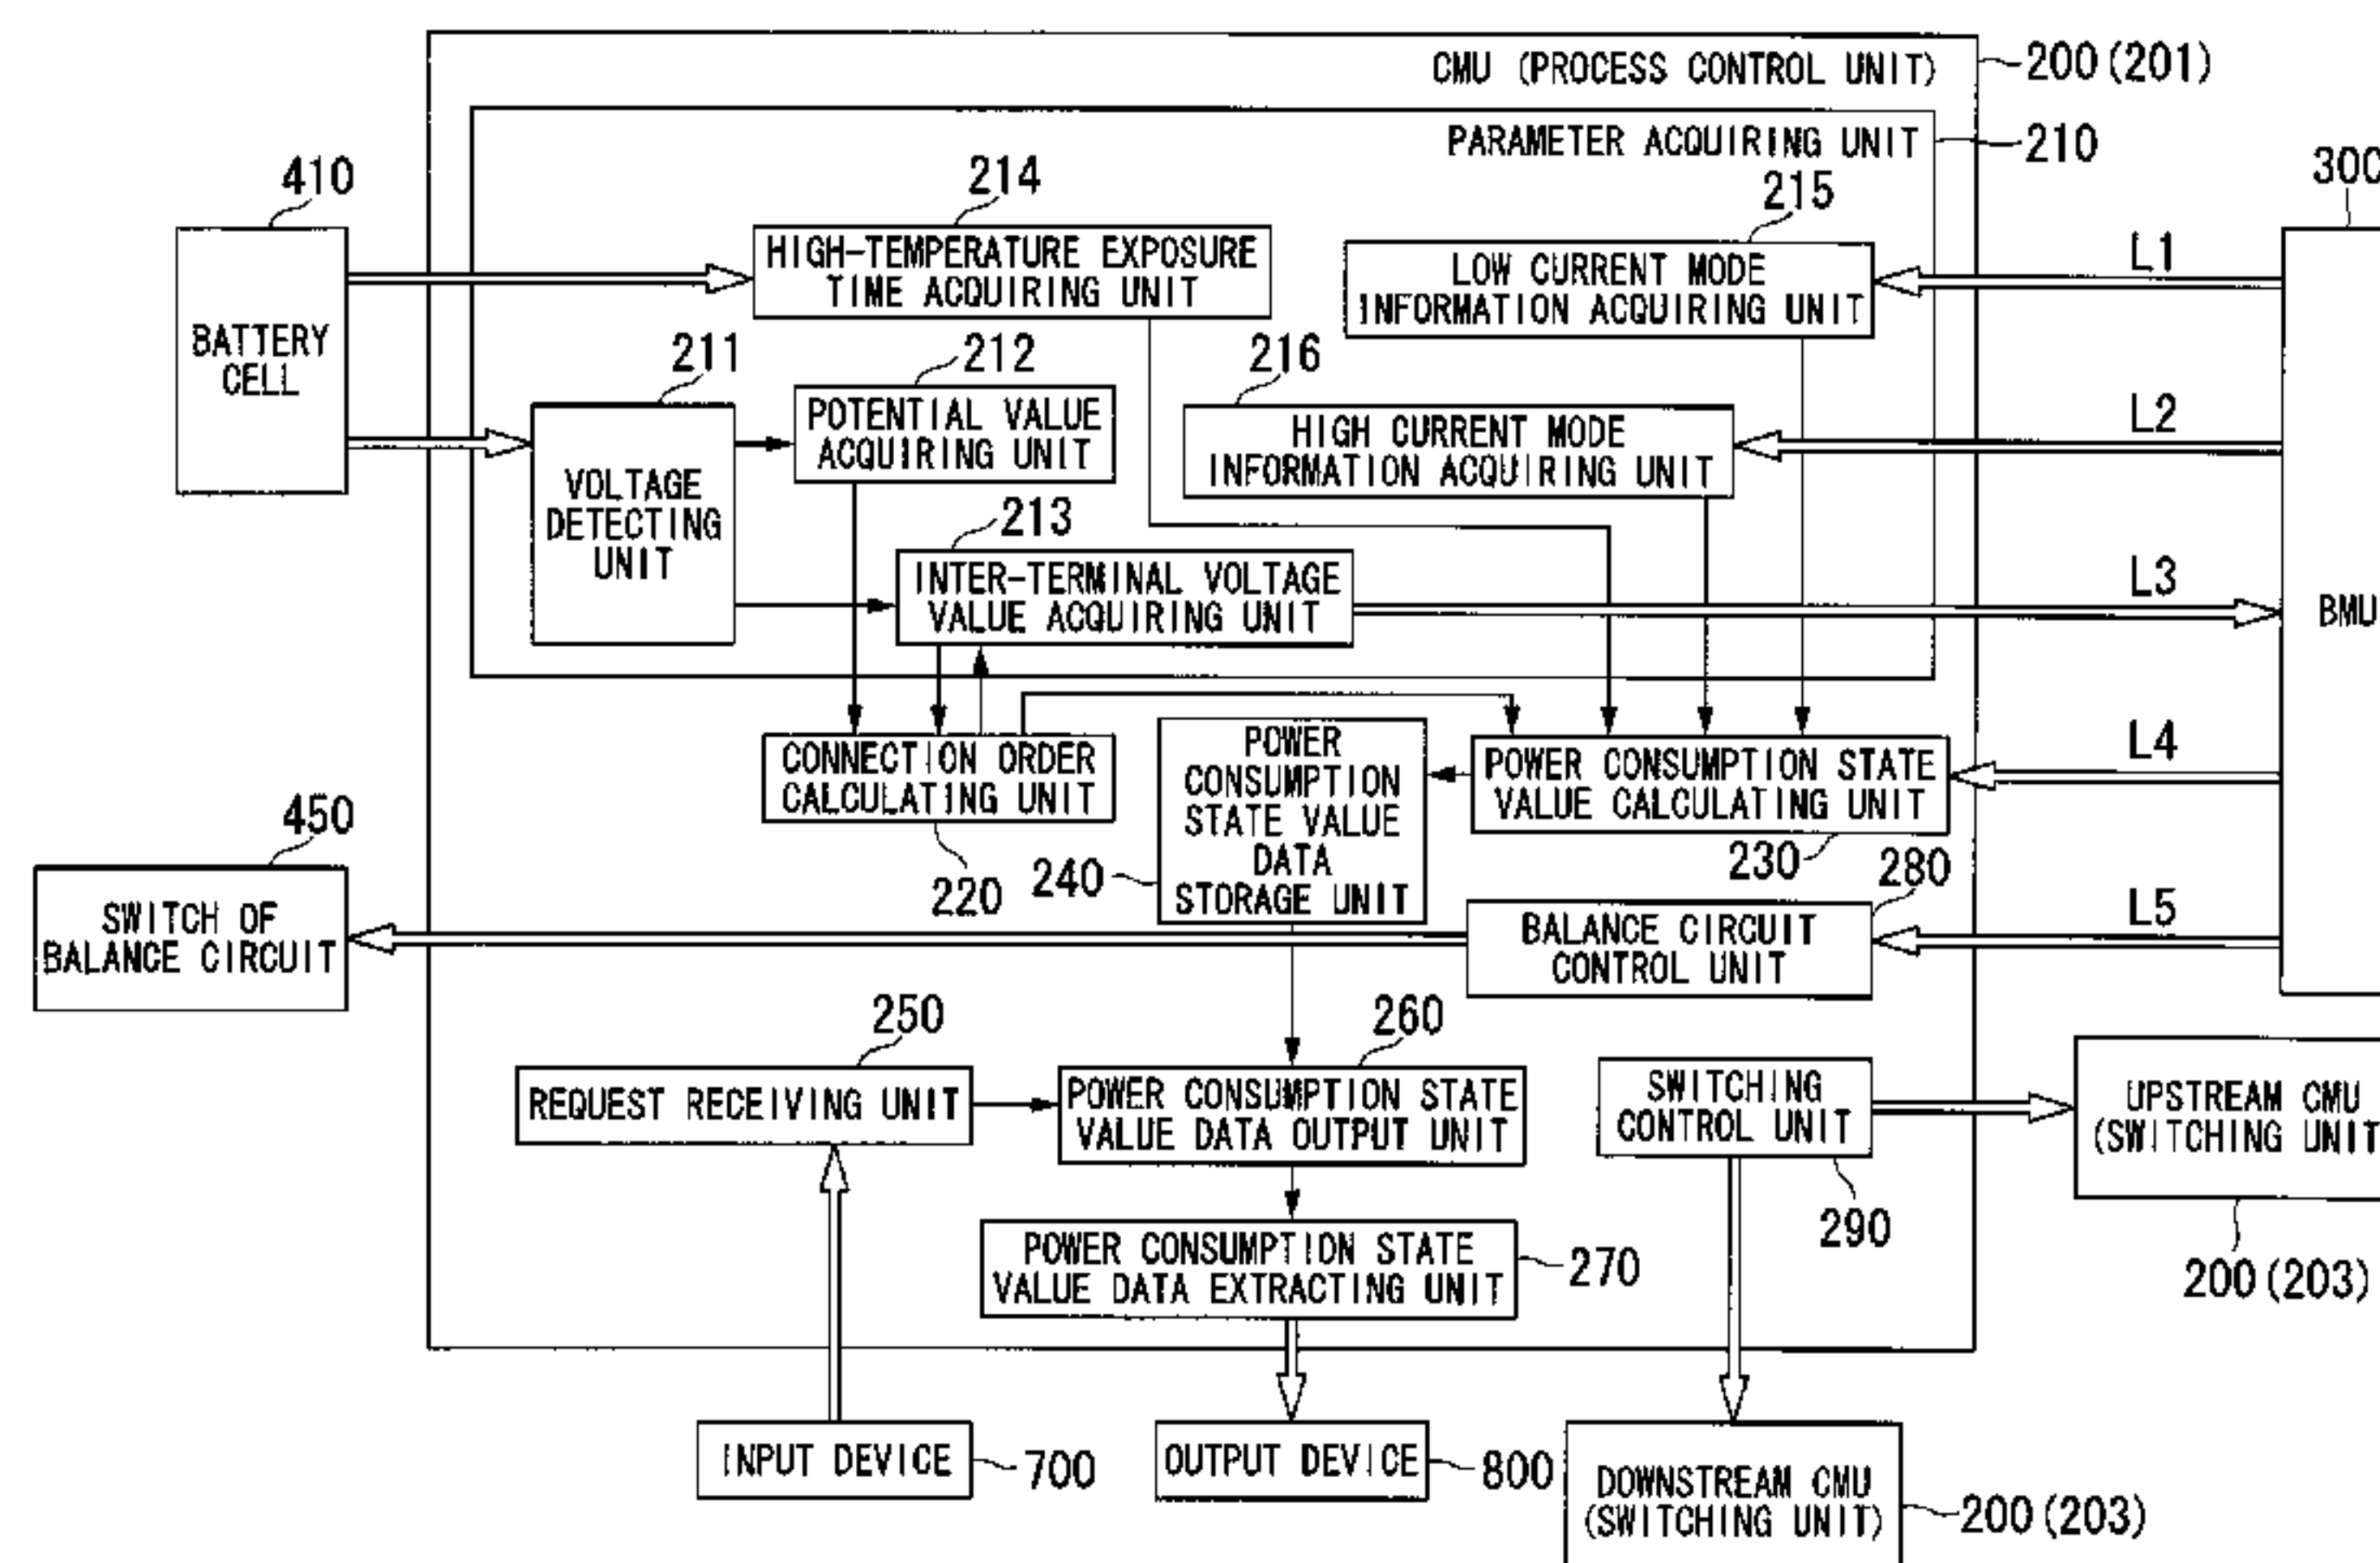 CMU (PROCESS CONTROL UNIT)
200 (201)
PARAMETER ACQUIRING UNIT
210
410
BATTERY
CELL
214
HIGH-TEMPERATURE EXPOSURE
TIME ACQUIRING UNIT
215
LOW CURRENT MODE
INFORMATION ACQUIRING UNIT
L1
300
BMU
211
VOLTAGE
DETECTING
UNIT
212
POTENTIAL VALUE
ACQUIRING UNIT
216
HIGH CURRENT MODE
INFORMATION ACQUIRING UNIT
L2
213
INTER-TERMINAL VOLTAGE
VALUE ACQUIRING UNIT
L3
CONNECTION ORDER
CALCULATING UNIT
220
POWER
CONSUMPTION
STATE VALUE
DATA
STORAGE UNIT
240
POWER CONSUMPTION STATE
VALUE CALCULATING UNIT
230
L4
450
SWITCH OF
BALANCE CIRCUIT
280
BALANCE CIRCUIT
CONTROL UNIT
L5
250
REQUEST RECEIVING UNIT
260
POWER CONSUMPTION STATE
VALUE DATA OUTPUT UNIT
SWITCHING
CONTROL UNIT
290
UPSTREAM CMU
(SWITCHING UNIT
200 (203)
POWER CONSUMPTION STATE
VALUE DATA EXTRACTING UNIT
270
INPUT DEVICE
700
OUTPUT DEVICE
800
DOWNSTREAM CMU
(SWITCHING UNIT)
200 (203)